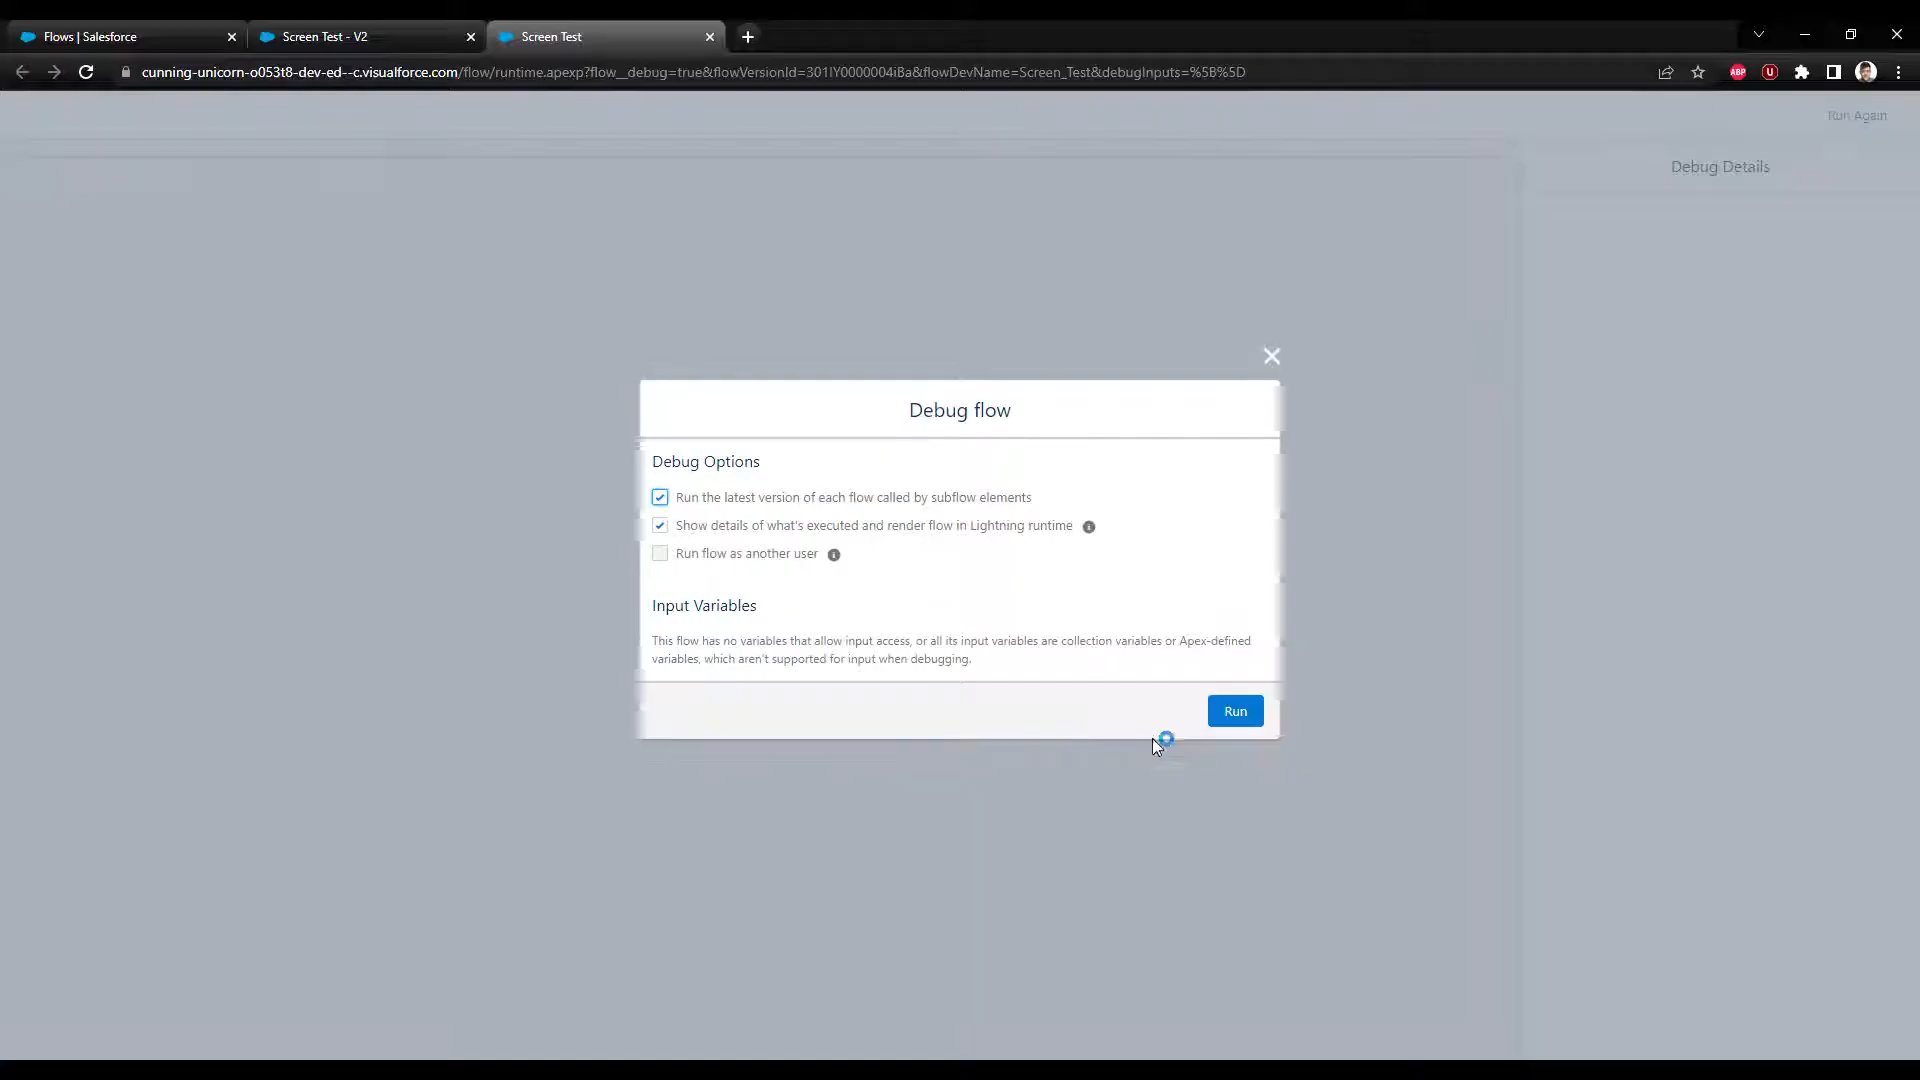 Flows | Salesforce
Screen Test - V2
Screen Test
cunning-unicorn-o053t8-dev-ed--c.visualforce.com/flow/runtime.apexp?flow__debug=true&flowVersionId=301IY0000004iBa&flowDevName=Screen_Test&debugInputs=%5B%5D
ABP
U
Run Again
Debug Details
Debug flow
Debug Options
Run the latest version of each flow called by subflow elements
Show details of what's executed and render flow in Lightning runtime
Run flow as another user
Input Variables
This flow has no variables that allow input access, or all its input variables are collection variables or Apex-defined
variables, which aren't supported for input when debugging.
Run